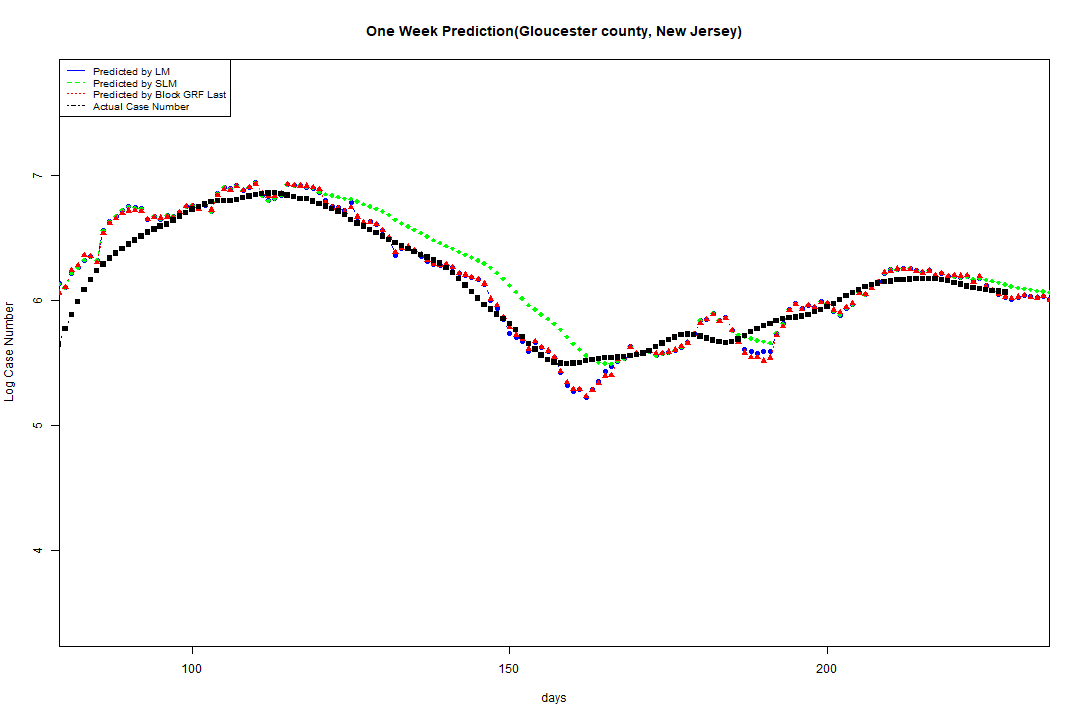 One Week Prediction(Gloucester county, New Jersey)
Predicted by LM
Predicted by SLM
Predicted by Block GRF Last
Actual Case Number
7
6
5
4
Log Case Number
100
150
200
days